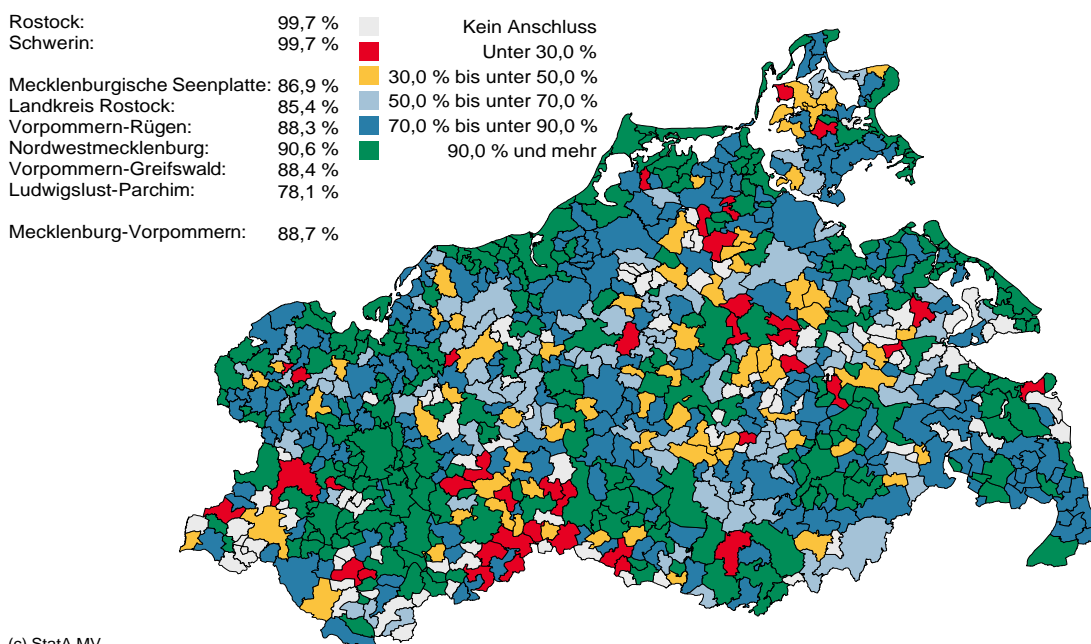 Rostock: 99,7 %
Schwerin: 99,7 %
Mecklenburgische Seenplatte: 86,9 %
Landkreis Rostock: 85,4 %
Vorpommern-Rügen: 88,3 %
Nordwestmecklenburg: 90,6 %
Vorpommern-Greifswald: 88,4 %
Ludwigslust-Parchim: 78,1 %
Mecklenburg-Vorpommern: 88,7 %
Kein Anschluss
Unter 30,0 %
30,0 % bis unter 50,0 %
50,0 % bis unter 70,0 %
70,0 % bis unter 90,0 %
90,0 % und mehr
(c) StatA MV